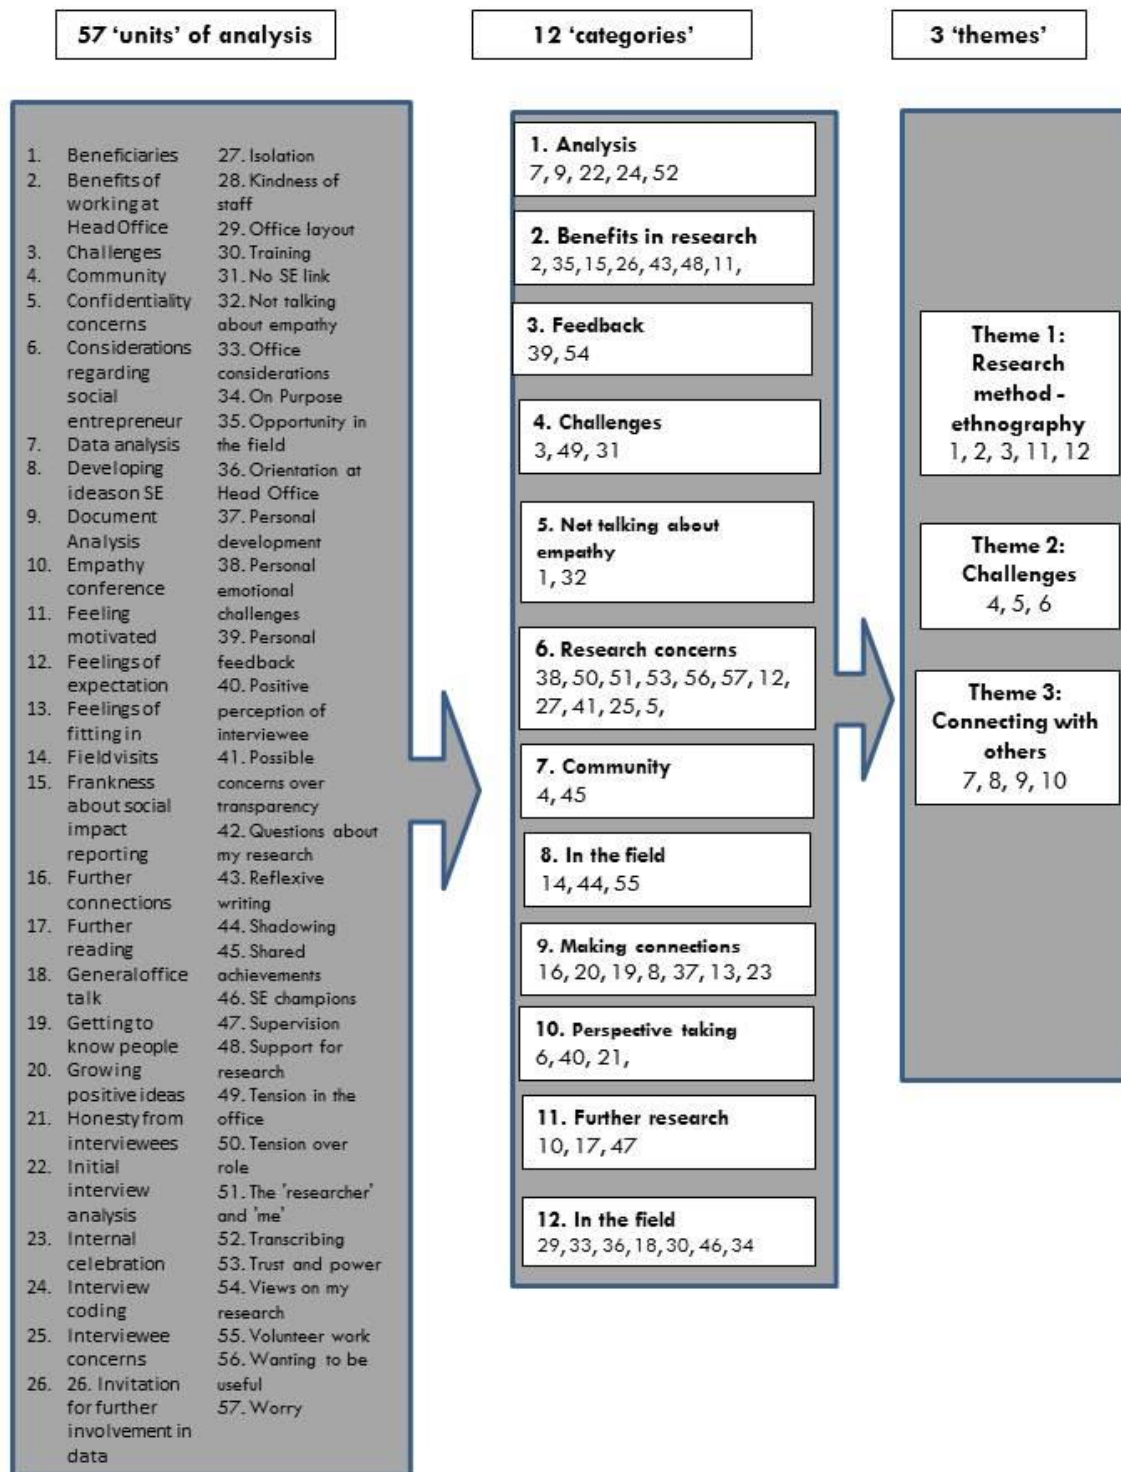 57 'units' of analysis
12 'categories'
3 'themes'
1. Beneficiaries
2. Benefits of
working at
Head Office
3. Challenges
4. Community
5. Confidentiality
concerns
6. Considerations
regarding
social
entrepreneur
7. Data analysis
8. Developing
ideason SE
9. Document
Analysis
10. Empathy
conference
11. Feeling
motivated
12. Feelings of
expectation
13. Feelings of
fitting in
14. Field visits
15. Frankness
about social
impact
reporting
16. Further
connections
17. Further
reading
18. General office
talk
19. Getting to
know people
20. Growing
positive ideas
21. Honesty from
interviewees
22. Initial
interview
analysis
23. Internal
celebration
24. Interview
coding
25. Interviewee
concerns
26. 26. Invitation
for further
involvement in
data
27. Isolation
28. Kindness of
staff
29. Office layout
30. Training
31. No SE link
32. Not talking
about empathy
33. Office
considerations
34. On Purpose
35. Opportunity in
the field
36. Orientation at
Head Office
37. Personal
development
38. Personal
emotional
challenges
39. Personal
feedback
40. Positive
perception of
interviewee
41. Possible
concerns over
transparency
42. Questions about
my research
43. Reflexive
writing
44. Shadowing
45. Shared
achievements
46. SE champions
47. Supervision
48. Support for
research
49. Tension in the
office
50. Tension over
role
51. The 'researcher'
and 'me'
52. Transcribing
53. Trust and power
54. Views on my
research
55. Volunteer work
56. Wanting to be
useful
57. Worry
1. Analysis
7, 9, 22, 24, 52
2. Benefits in research
2, 35, 15, 26, 43, 48, 11,
3. Feedback
39, 54
4. Challenges
3, 49, 31
5. Not talking about
empathy
1, 32
6. Research concerns
38, 50, 51, 53, 56, 57, 12,
27, 41, 25, 5,
7. Community
4, 45
8. In the field
14, 44, 55
9. Making connections
16, 20, 19, 8, 37, 13, 23
10. Perspective taking
6, 40, 21,
11. Further research
10, 17, 47
12. In the field
29, 33, 36, 18, 30, 46, 34
Theme 1:
Research
method -
ethnography
1, 2, 3, 11, 12
Theme 2:
Challenges
4, 5, 6
Theme 3:
Connecting with
others
7, 8, 9, 10